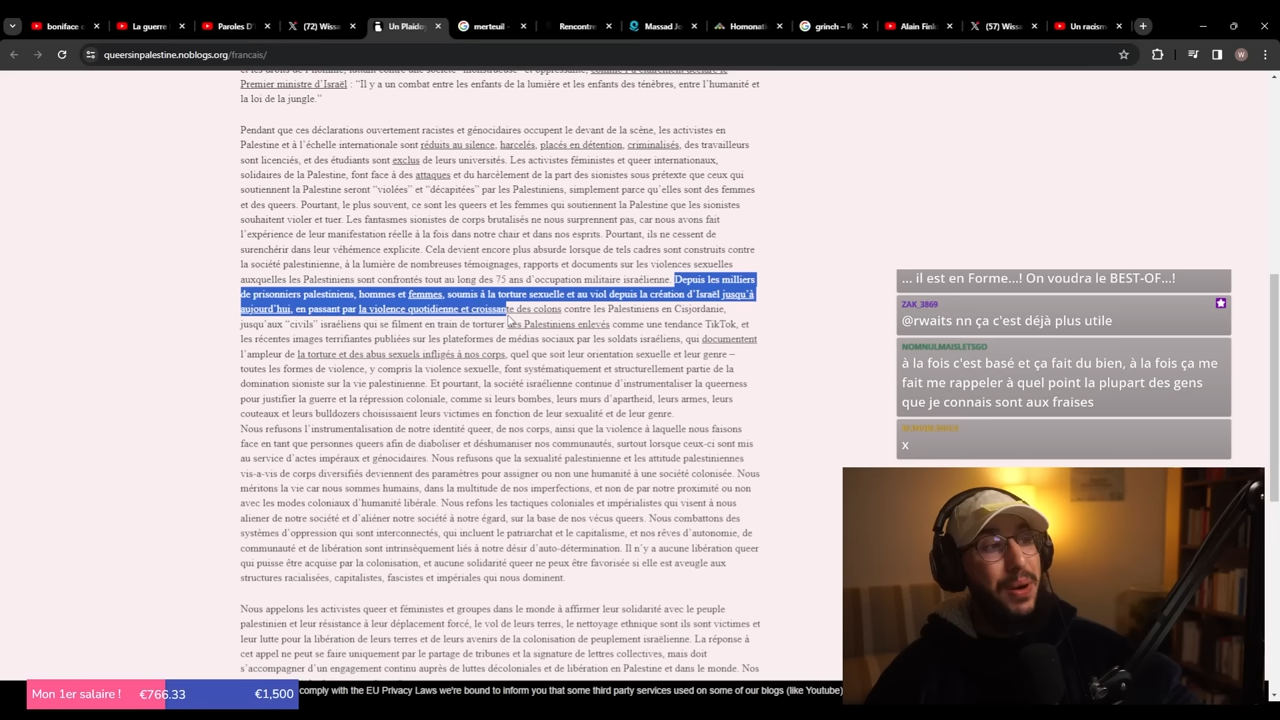 boniface c
La guerre
Paroles D'
(72) Wissa
Un Plaido
merteuil -
Rencontre
Massad Jo
Homonati
grinch – R
Alain Fink
(57) Wissa
Un racism
queersinpalestine.noblogs.org/francais/
W
Premier ministre d'Israël : “Il y a un combat entre les enfants de la lumière et les enfants des ténèbres, entre l'humanité et
la loi de la jungle.”
Pendant que ces déclarations ouvertement racistes et génocidaires occupent le devant de la scène, les activistes en
Palestine et à l'échelle internationale sont réduits au silence, harcelés, placés en détention, criminalisés, des travailleurs
sont licenciés, et des étudiants sont exclus de leurs universités. Les activistes féministes et queer internationaux,
solidaires de la Palestine, font face à des attaques et du harcèlement de la part des sionistes sous prétexte que ceux qui
soutiennent la Palestine seront “violées” et “décapitées” par les Palestiniens, simplement parce qu'elles sont des femmes
et des queers. Pourtant, le plus souvent, ce sont les queers et les femmes qui soutiennent la Palestine que les sionistes
souhaitent violer et tuer. Les fantasmes sionistes de corps brutalisés ne nous surprennent pas, car nous avons fait
l'expérience de leur manifestation réelle à la fois dans notre chair et dans nos esprits. Pourtant, ils ne cessent de
surenchérir dans leur véhémence explicite. Cela devient encore plus absurde lorsque de tels cadres sont construits contre
la société palestinienne, à la lumière de nombreuses témoignages, rapports et documents sur les violences sexuelles
auxquelles les Palestiniens sont confrontés tout au long des 75 ans d'occupation militaire israélienne. Depuis les milliers
de prisonniers palestiniens, hommes et femmes, soumis à la torture sexuelle et au viol depuis la création d'Israël jusqu'à
aujourd'hui, en passant par la violence quotidienne et croissante des colons contre les Palestiniens en Cisjordanie,
jusqu'aux “civils” israéliens qui se filment en train de torturer des Palestiniens enlevés comme une tendance TikTok, et
les récentes images terrifiantes publiées sur les plateformes de médias sociaux par les soldats israéliens, qui documentent
l'ampleur de la torture et des abus sexuels infligés à nos corps, quel que soit leur orientation sexuelle et leur genre –
toutes les formes de violence, y compris la violence sexuelle, font systématiquement et structurellement partie de la
domination sioniste sur la vie palestinienne. Et pourtant, la société israélienne continue d'instrumentaliser la queerness
pour justifier la guerre et la répression coloniale, comme si leurs bombes, leurs murs d'apartheid, leurs armes, leurs
couteaux et leurs bulldozers choisissaient leurs victimes en fonction de leur sexualité et de leur genre.
Nous refusons l'instrumentalisation de notre identité queer, de nos corps, ainsi que la violence à laquelle nous faisons
face en tant que personnes queers afin de diaboliser et déshumaniser nos communautés, surtout lorsque ceux-ci sont mis
au service d'actes impériaux et génocidaires. Nous refusons que la sexualité palestinienne et les attitude palestiniennes
vis-a-vis de corps diversifiés deviennent des paramètres pour assigner ou non une humanité à une société colonisée. Nous
méritons la vie car nous sommes humains, dans la multitude de nos imperfections, et non de par notre proximité ou non
avec les modes coloniaux d'humanité libérale. Nous refons les tactiques coloniales et impérialistes qui visent à nous
aliener de notre société et d'aliéner notre société à notre égard, sur la base de nos vécus queers. Nous combattons des
systèmes d'oppression qui sont interconnectés, qui incluent le patriarchat et le capitalisme, et nos rêves d'autonomie, de
communauté et de libération sont intrinsèquement liés à notre désir d'auto-détermination. Il n'y a aucune libération queer
qui puisse être acquise par la colonisation, et aucune solidarité queer ne peut être favorisée si elle est aveugle aux
structures racialisées, capitalistes, fascistes et impériales qui nous dominent.
Nous appelons les activistes queer et féministes et groupes dans le monde à affirmer leur solidarité avec le peuple
palestinien et leur résistance à leur déplacement forcé, le vol de leurs terres, le nettoyage ethnique sont ils sont victimes et
leur lutte pour la libération de leurs terres et de leurs avenirs de la colonisation de peuplement israélienne. La réponse à
cet appel ne peut se faire uniquement par le partage de tribunes et la signature de lettres collectives, mais doit
s'accompagner d'un engagement continu auprès de luttes décoloniales et de libération en Palestine et dans le monde. Nos
comply with the EU Privacy Laws we're bound to inform you that some third party services used on some of our blogs (like Youtube)
... il est en Forme...! On voudra le BEST-OF...!
ZAK_3869
@rwaits nn ça c'est déjà plus utile
NOMNULMAISLETSGO
à la fois c'est basé et ça fait du bien, à la fois ça me
fait me rappeler à quel point la plupart des gens
que je connais sont aux fraises
x
Mon 1er salaire !
€766.33
€1,500